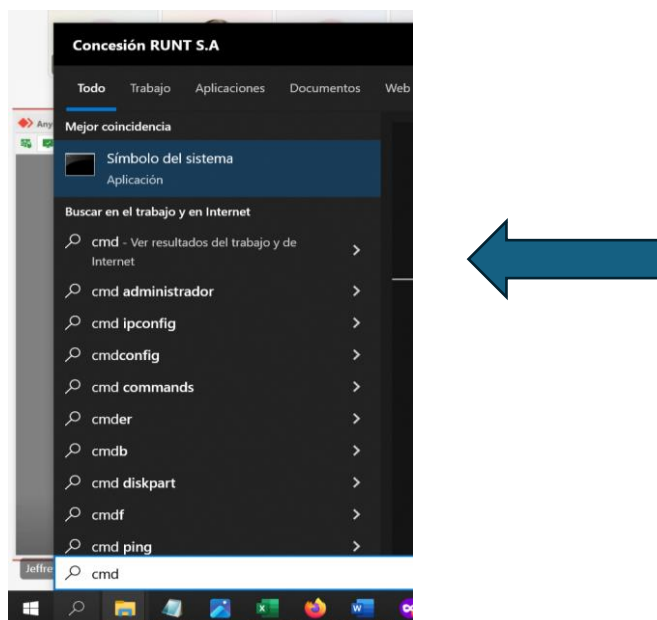 Concesión RUNT S.A
Todo Trabajo Aplicaciones Documentos Web
Any
Mejor coincidencia
Símbolo del sistema
Aplicación
Buscar en el trabajo y en Internet
cmd - Ver resultados del trabajo y de
Internet
cmd administrador
cmd ipconfig
cmdconfig
cmd commands
cmder
cmdb
cmd diskpart
cmdf
cmd ping
Jeffre
cmd